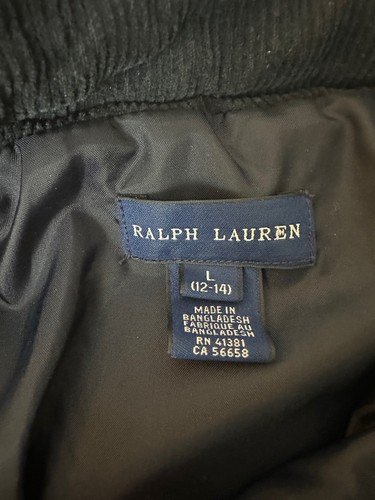 RALPH LAUREN
L
(12-14)
MADE IN
BANGLADESH
FABRIQUE AU
BANGLADESH
RN 41381
CA 56658